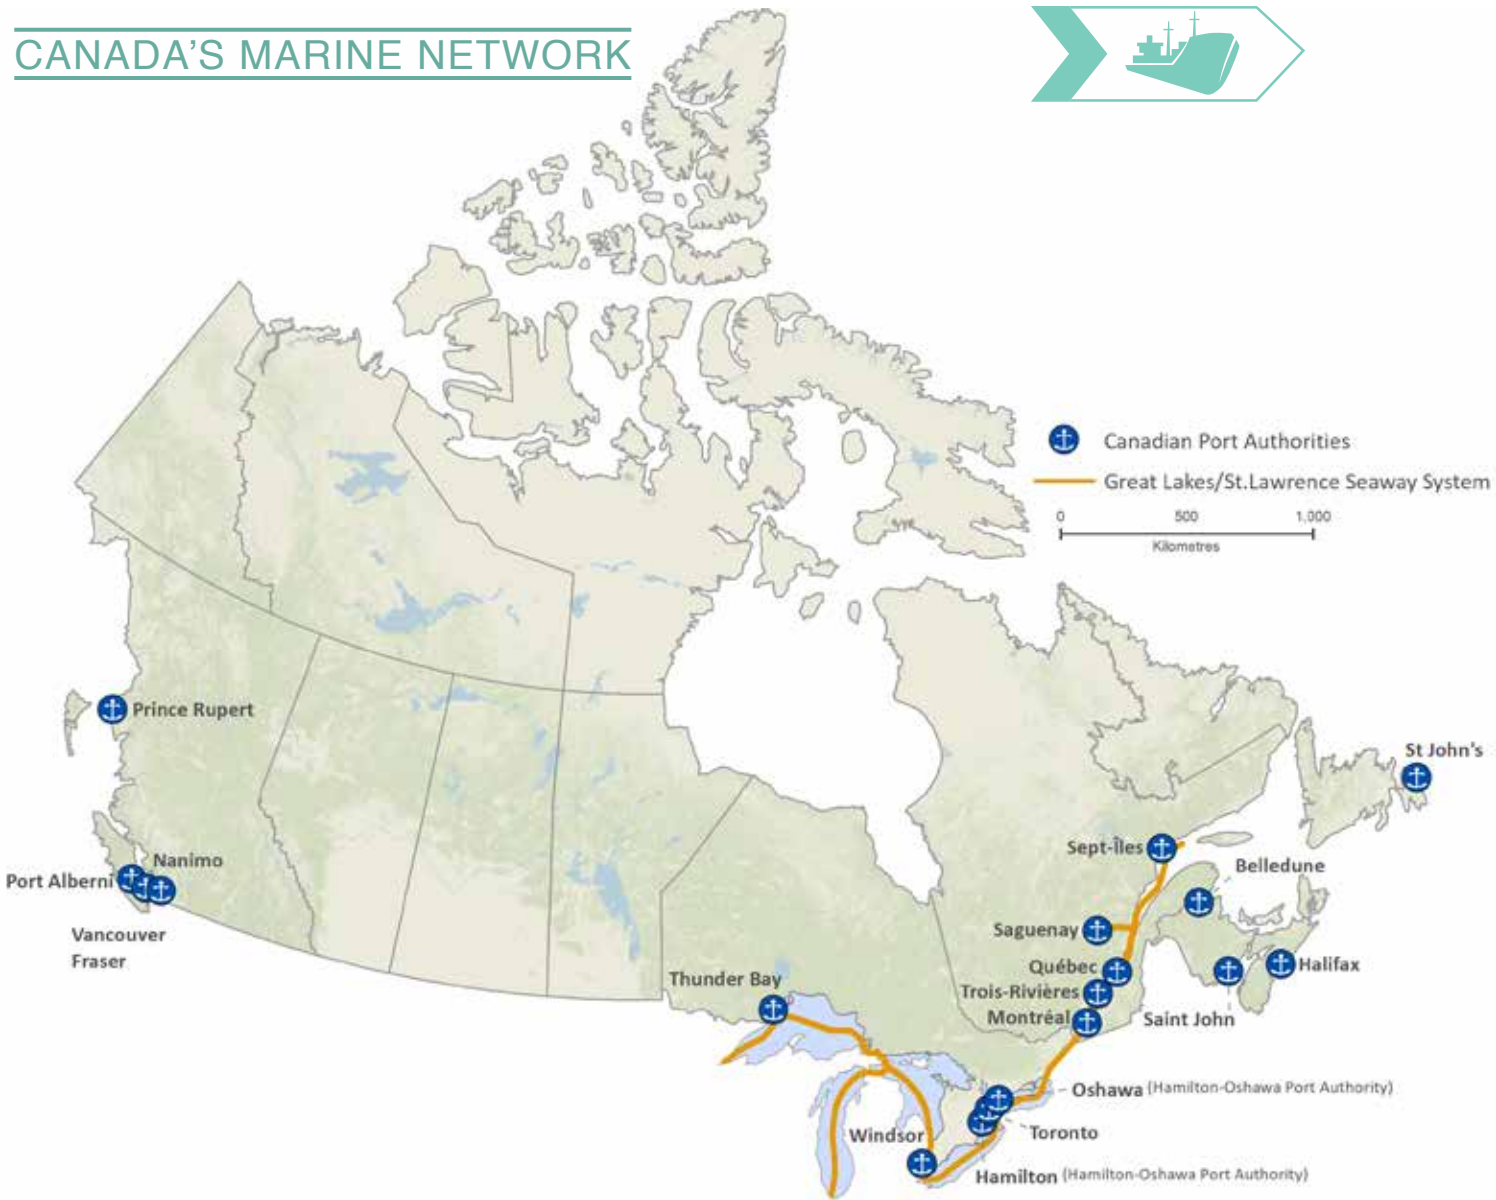 CANADA'S MARINE NETWORK
Canadian Port Authorities
Great Lakes/St.Lawrence Seaway System
0 500 1,000
Kilometres
Prince Rupert
St John's
Sept-Îles
Nanimo
Belledune
Port Alberni
Saguenay
Vancouver
Fraser
Québec
Halifax
Thunder Bay
Trois-Rivières
Montréal
Saint John
Oshawa (Hamilton-Oshawa Port Authority)
Toronto
Windsor
Hamilton (Hamilton-Oshawa Port Authority)